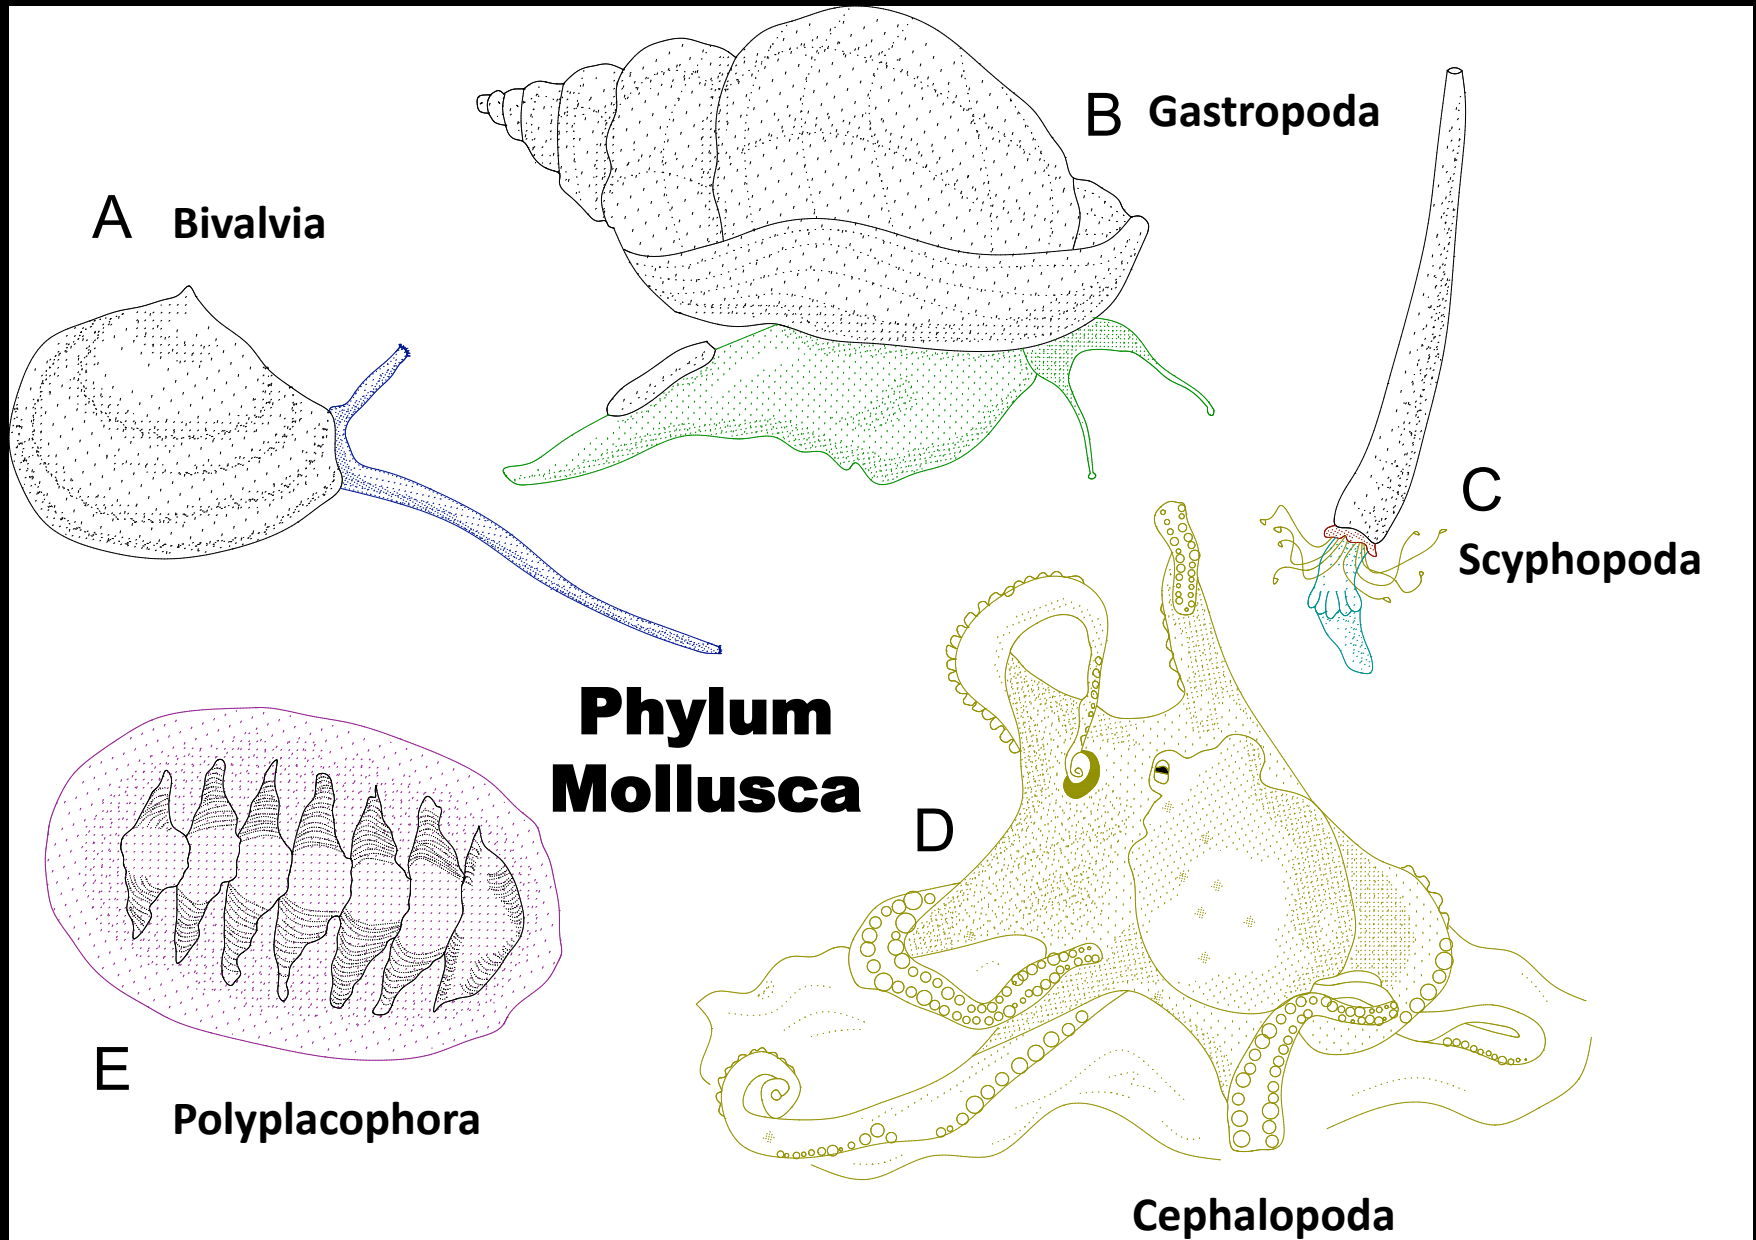 B Gastropoda
A Bivalvia
C
Scyphopoda
Phylum
Mollusca
D
E
Polyplacophora
Cephalopoda